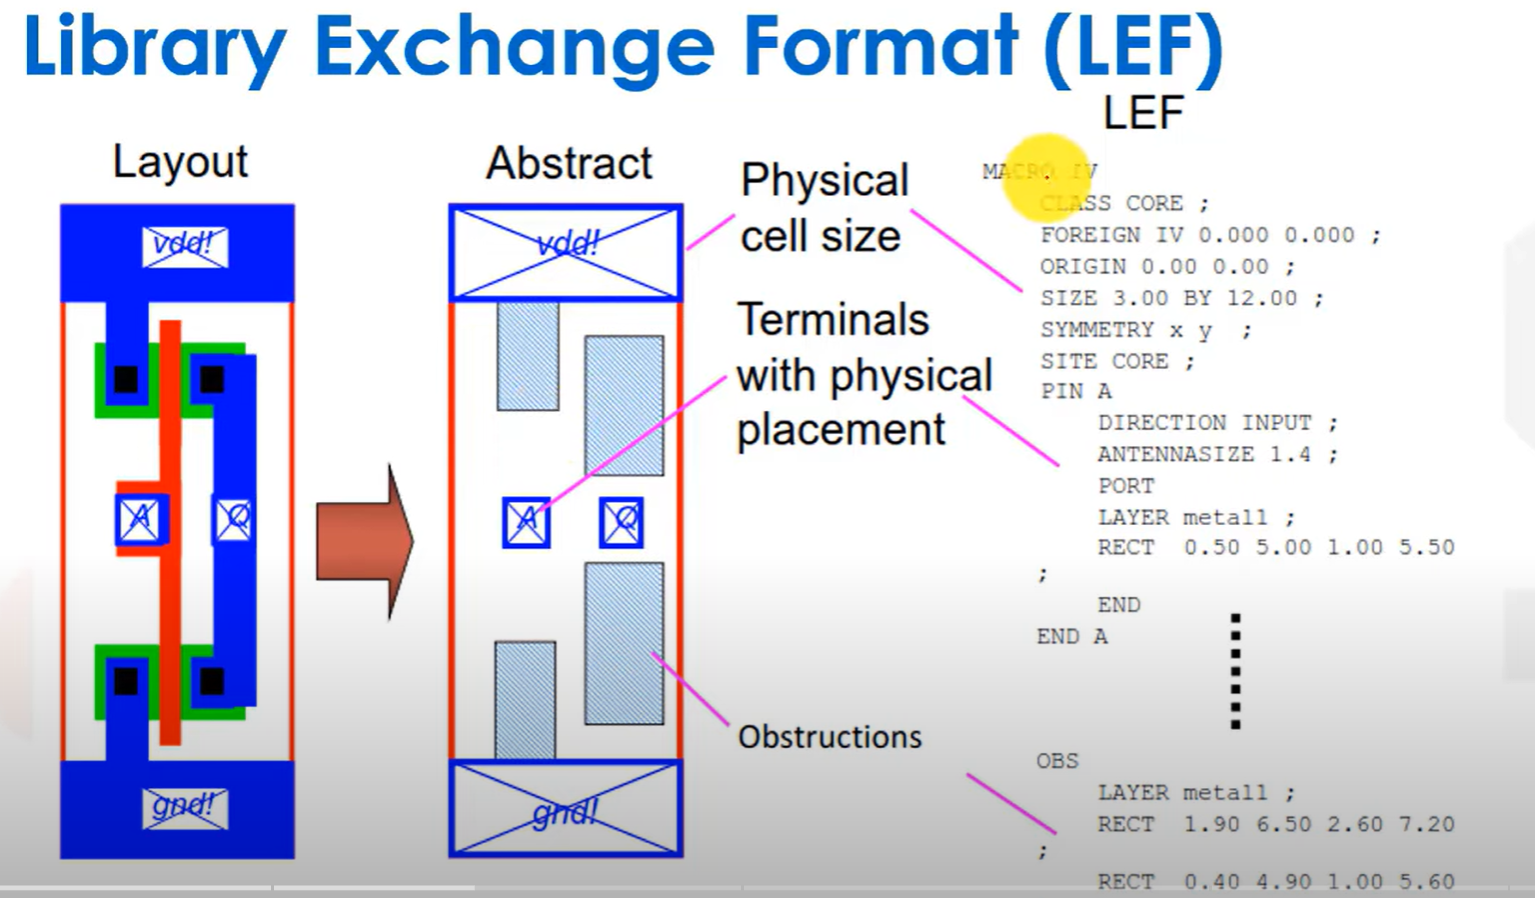 Library Exchange Format (LEF)
Layout
vdd!
A
Q
gnd!
Abstract
vdd!
A
Q
gnd!
Physical
cell size
Terminals
with physical
placement
Obstructions
LEF
MACRO IV
CLASS CORE ;
FOREIGN IV 0.000 0.000 ;
ORIGIN 0.00 0.00 ;
SIZE 3.00 BY 12.00 ;
SYMMETRY x y ;
SITE CORE ;
PIN A
DIRECTION INPUT ;
ANTENNASIZE 1.4 ;
PORT
LAYER metal1 ;
RECT 0.50 5.00 1.00 5.50
;
END
END A
OBS
LAYER metal1 ;
RECT 1.90 6.50 2.60 7.20
;
RECT 0.40 4.90 1.00 5.60